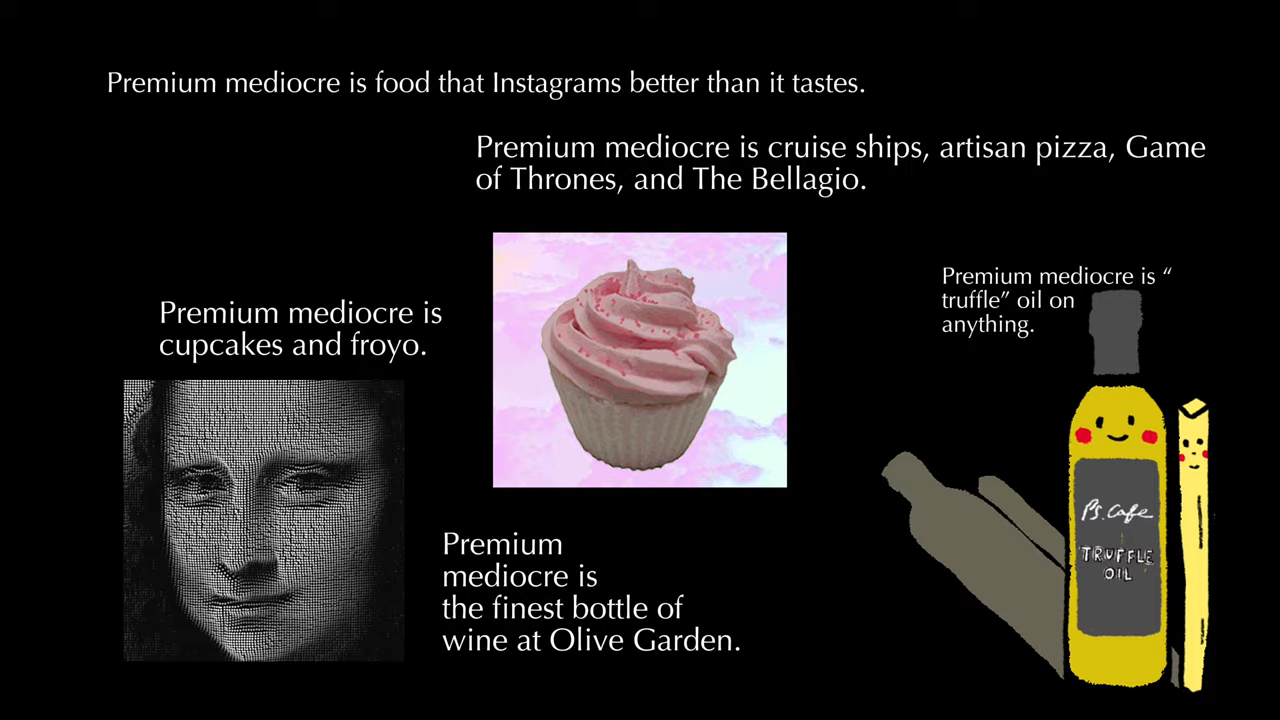 Premium mediocre is food that Instagrams better than it tastes.
Premium mediocre is cruise ships, artisan pizza, Game
of Thrones, and The Bellagio.
Premium mediocre is “
truffle” oil on
anything.
Premium mediocre is
cupcakes and froyo.
Ps. Cafe
TRUFFLE
OIL
Premium
mediocre is
the finest bottle of
wine at Olive Garden.